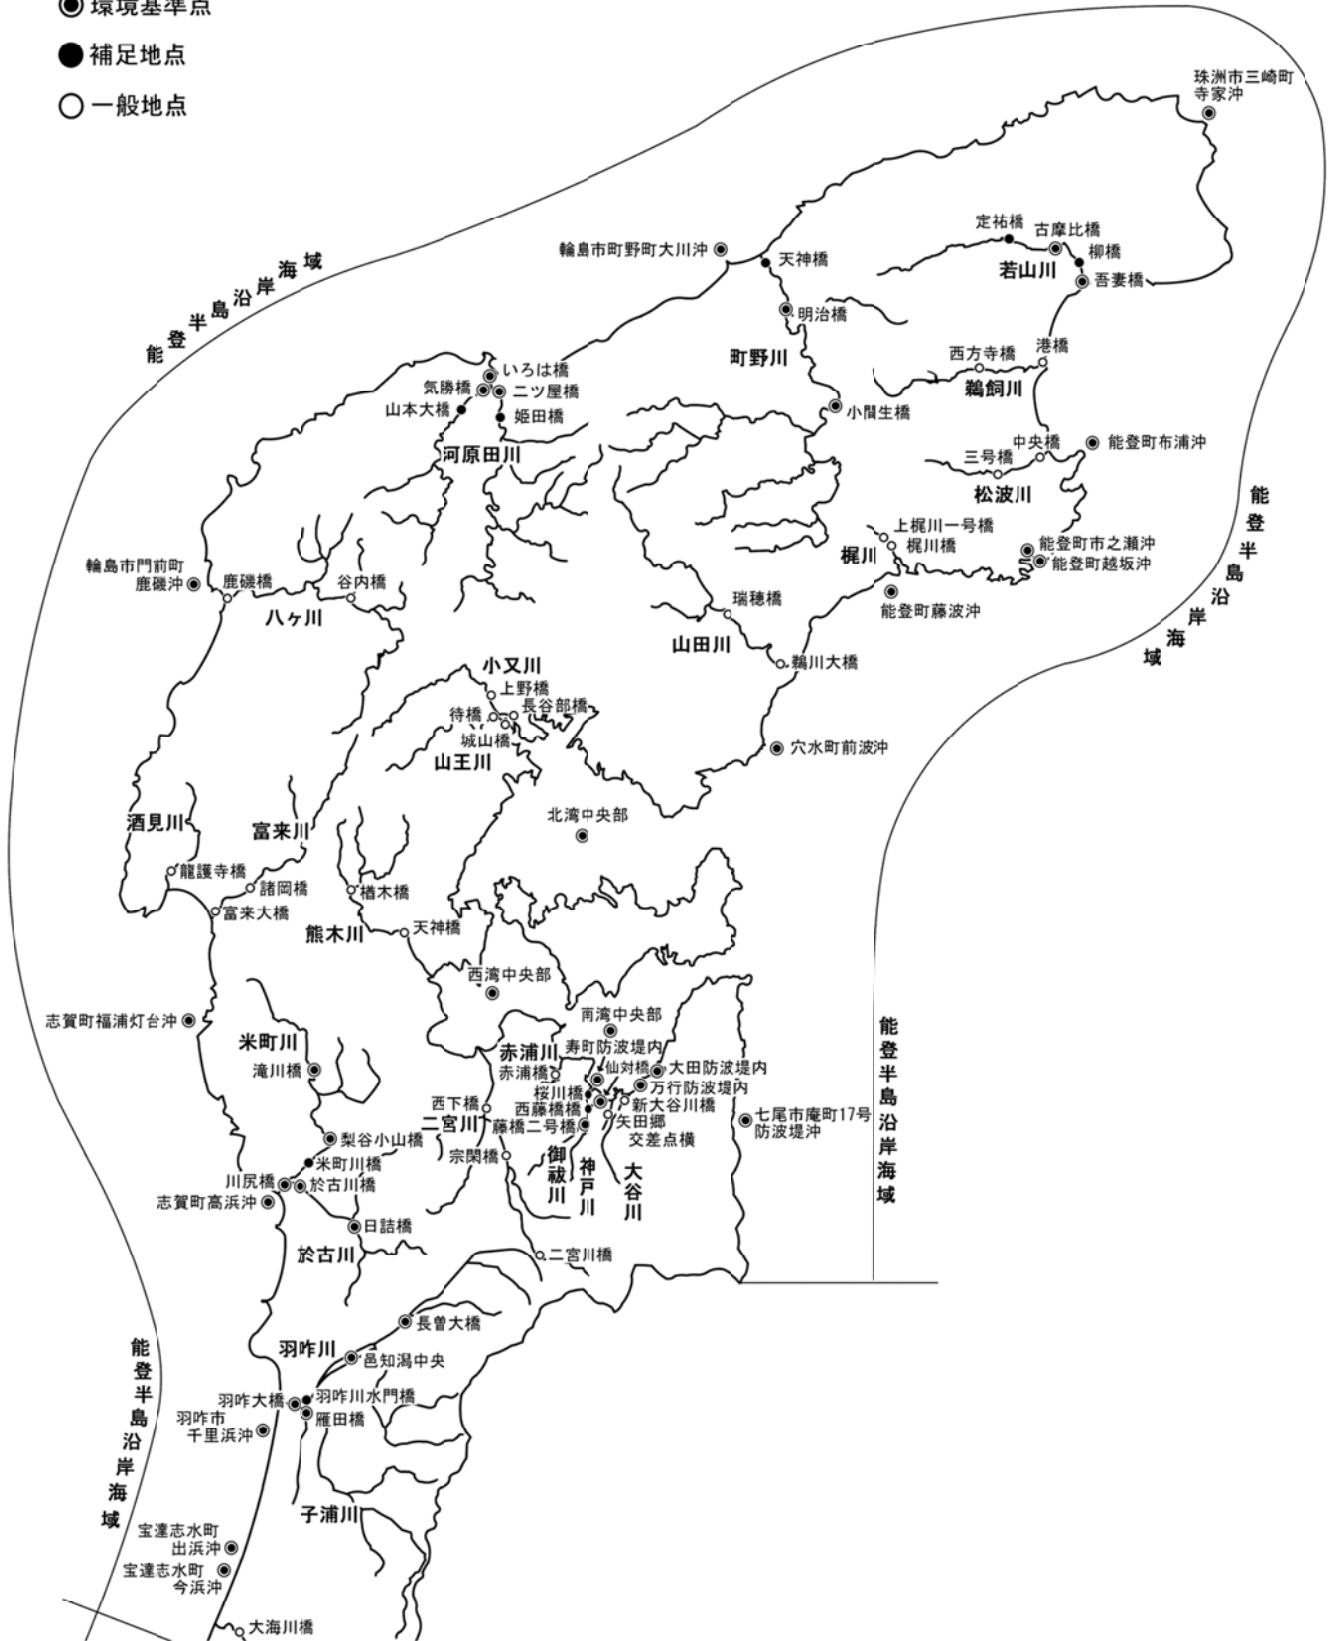 環境基準点
補足地点
一般地点
珠洲市三崎町
寺家沖
能登半島沿岸海域
輪島市町野町大川沖
天神橋
定祐橋
古摩比橋
柳橋
若山川
吾妻橋
明治橋
町野川
西方寺橋
港橋
鵜飼川
いろは橋
気勝橋
二ツ屋橋
山本大橋
姫田橋
河原田川
小間生橋
中央橋
能登町布浦沖
三号橋
松波川
能登半島沿岸海域
上梶川一号橋
梶川橋
梶川
能登町市之瀬沖
能登町越坂沖
能登町藤波沖
輪島市門前町
鹿磯沖
鹿磯橋
谷内橋
八ヶ川
瑞穂橋
山田川
鵜川大橋
小又川
上野橋
長谷部橋
待橋
城山橋
山王川
穴水町前波沖
北湾中央部
酒見川
富来川
龍護寺橋
諸岡橋
楢木橋
富来大橋
熊木川
天神橋
西湾中央部
志賀町福浦灯台沖
米町川
滝川橋
南湾中央部
赤浦川
寿町防波堤内
赤浦橋
仙対橋
大田防波堤内
桜川橋
万行防波堤内
西下橋
西藤橋橋
新大谷川橋
二宮川
藤橋二号橋
矢田郷
交差点横
七尾市庵町17号
防波堤沖
能登半島沿岸海域
梨谷小山橋
宗閑橋
御祓川
神戸川
大谷川
米町川橋
川尻橋
於古川橋
志賀町高浜沖
日詰橋
於古川
二宮川橋
長曽大橋
羽咋川
邑知潟中央
能登半島沿岸海域
羽咋大橋
羽咋川水門橋
雁田橋
羽咋市
千里浜沖
子浦川
宝達志水町
出浜沖
宝達志水町
今浜沖
大海川橋